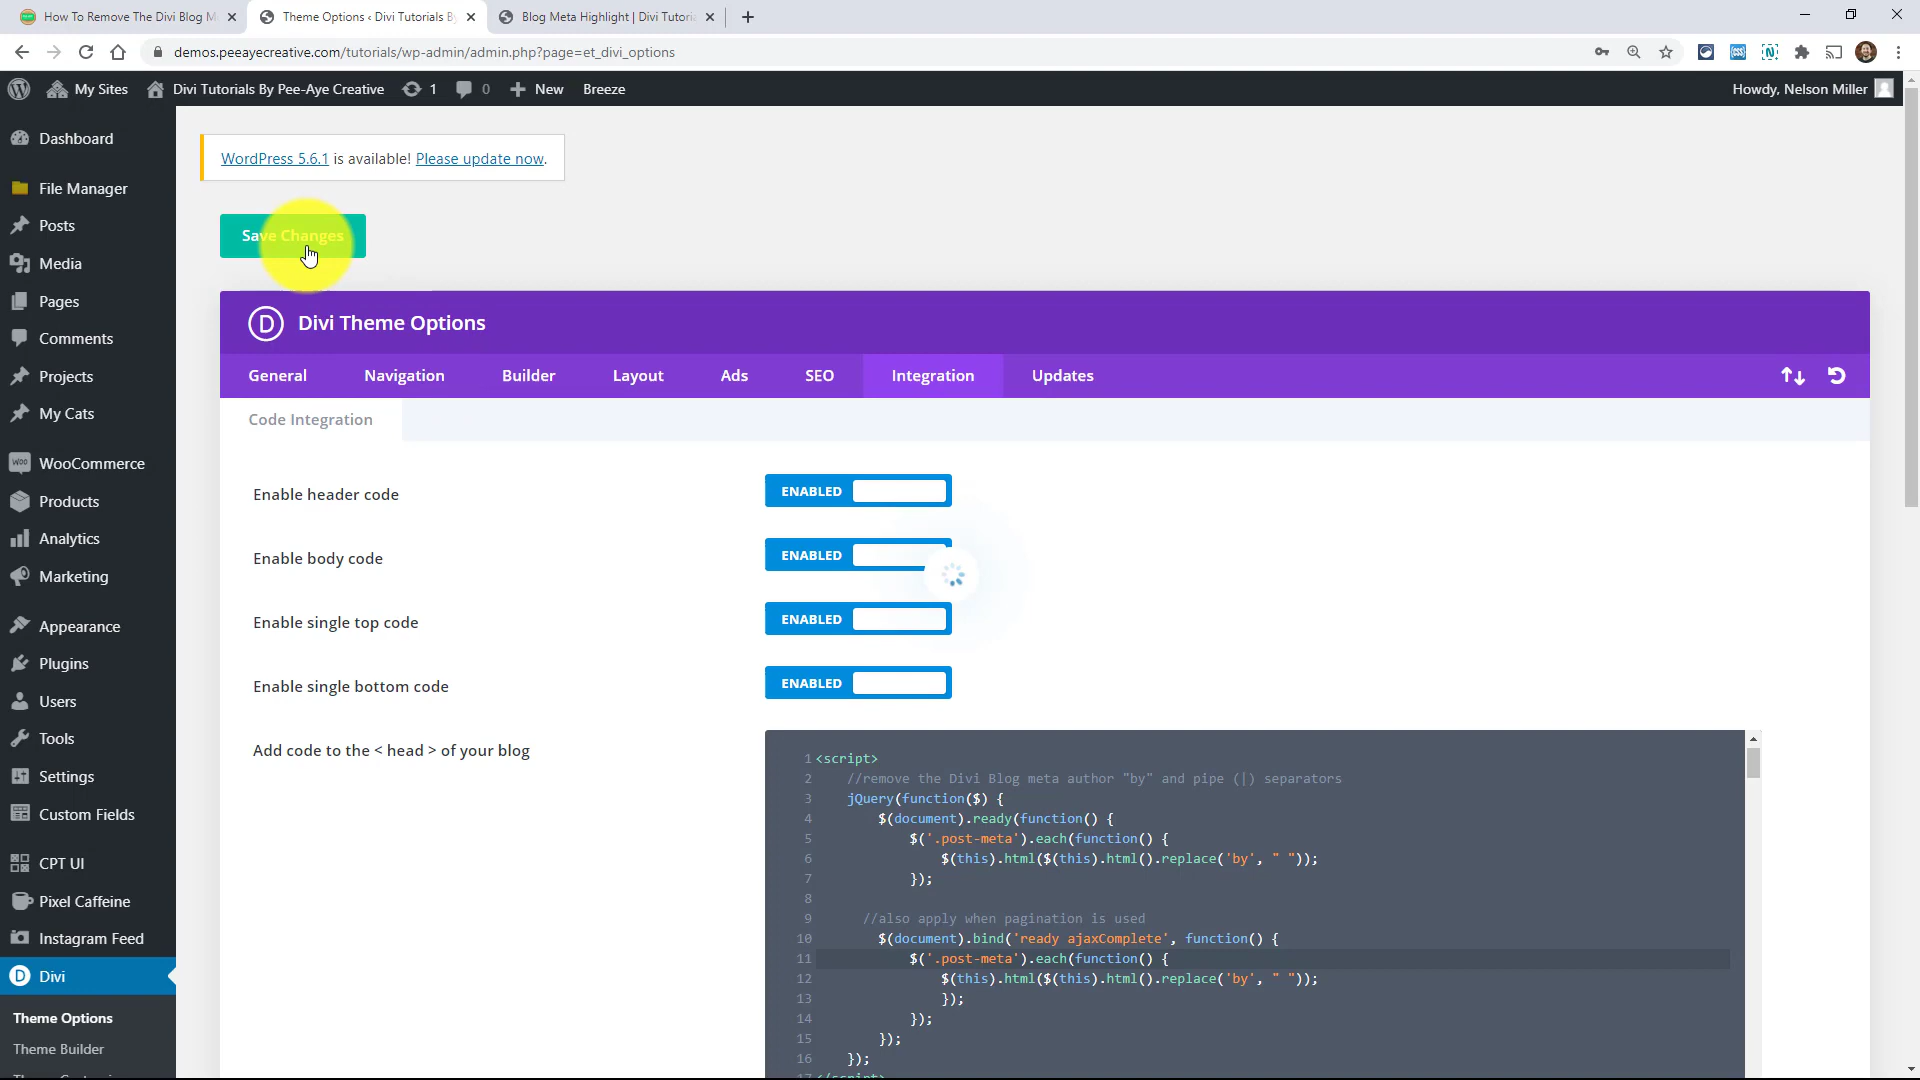 How To Remove The Divi Blog M
Theme Options ‹ Divi Tutorials By
Blog Meta Highlight | Divi Tutoria
demos.peeayecreative.com/tutorials/wp-admin/admin.php?page=et_divi_options
My Sites
Divi Tutorials By Pee-Aye Creative
1
0
New
Breeze
Howdy, Nelson Miller
Dashboard
File Manager
Posts
Media
Pages
Comments
Projects
My Cats
WooCommerce
Products
Analytics
Marketing
Appearance
Plugins
Users
Tools
Settings
Custom Fields
CPT UI
Pixel Caffeine
Instagram Feed
Divi
Theme Options
Theme Builder
WordPress 5.6.1 is available! Please update now.
Save Changes
Divi Theme Options
General
Navigation
Builder
Layout
Ads
SEO
Integration
Updates
Code Integration
Enable header code
ENABLED
Enable body code
ENABLED
Enable single top code
ENABLED
Enable single bottom code
ENABLED
Add code to the < head > of your blog
1 <script>
2 //remove the Divi Blog meta author "by" and pipe (|) separators
3 jQuery(function($) {
4 $(document).ready(function() {
5 $('.post-meta').each(function() {
6 $(this).html($(this).html().replace('by', " "));
7 });
8
9 //also apply when pagination is used
10 $(document).bind('ready ajaxComplete', function() {
11 $('.post-meta').each(function() {
12 $(this).html($(this).html().replace('by', " "));
13 });
14 });
15 });
16 });
17 </script>